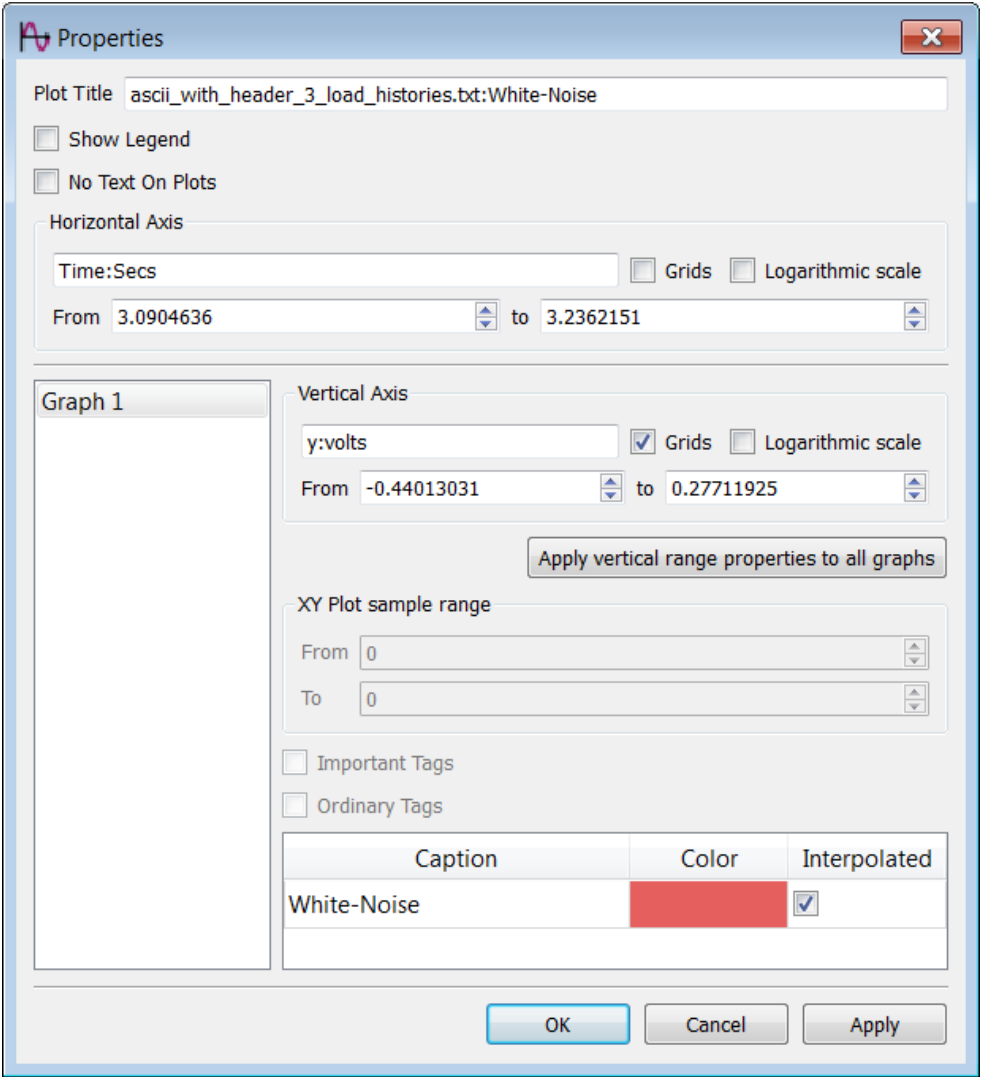 Properties
Plot Title ascii_with_header_3_load_histories.txt:White-Noise
Show Legend
No Text On Plots
Horizontal Axis
Time:Secs Grids Logarithmic scale
From 3.0904636 to 3.2362151
Graph 1
Vertical Axis
y:volts Grids Logarithmic scale
From -0.44013031 to 0.27711925
Apply vertical range properties to all graphs
XY Plot sample range
From 0
To 0
Important Tags
Ordinary Tags
Caption Color Interpolated
White-Noise
OK Cancel Apply